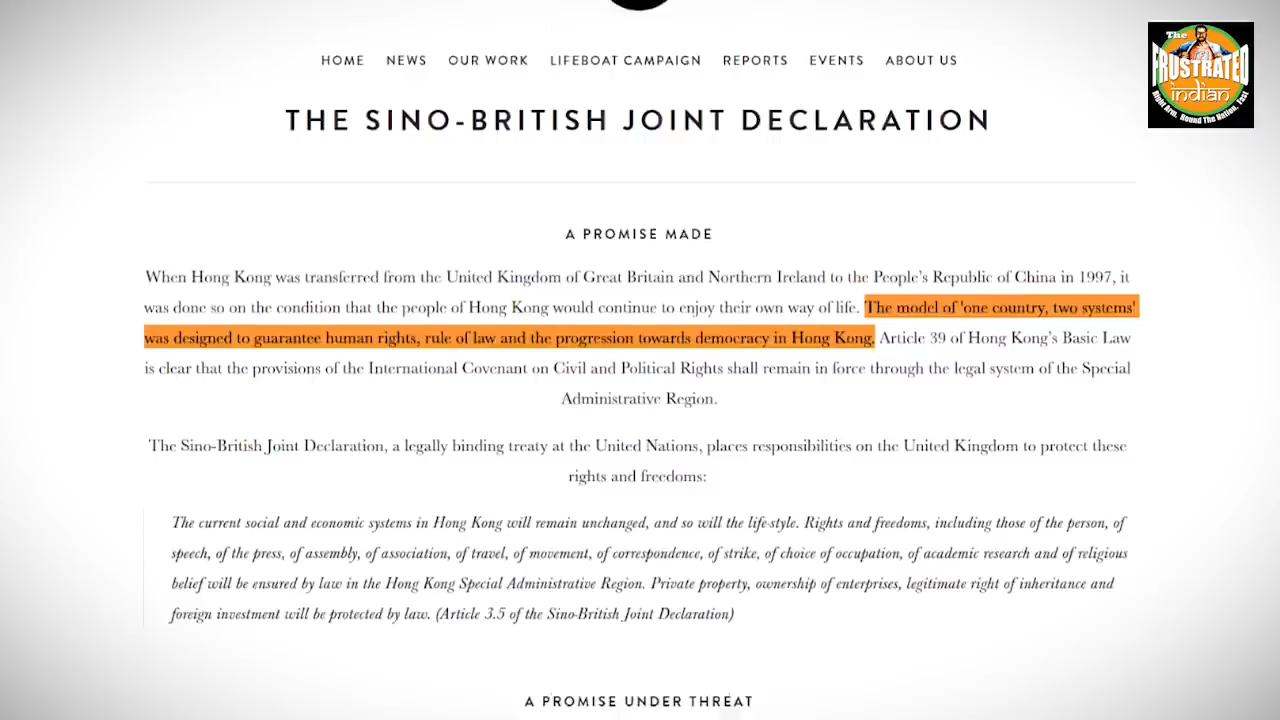 HOME NEWS OUR WORK LIFEBOAT CAMPAIGN REPORTS EVENTS ABOUT US
The
FRUSTRATED
indian
Right Arm, Round The Nation, Fast
THE SINO-BRITISH JOINT DECLARATION
A PROMISE MADE
When Hong Kong was transferred from the United Kingdom of Great Britain and Northern Ireland to the People's Republic of China in 1997, it
was done so on the condition that the people of Hong Kong would continue to enjoy their own way of life. The model of 'one country, two systems'
was designed to guarantee human rights, rule of law and the progression towards democracy in Hong Kong. Article 39 of Hong Kong's Basic Law
is clear that the provisions of the International Covenant on Civil and Political Rights shall remain in force through the legal system of the Special
Administrative Region.
The Sino-British Joint Declaration, a legally binding treaty at the United Nations, places responsibilities on the United Kingdom to protect these
rights and freedoms:
The current social and economic systems in Hong Kong will remain unchanged, and so will the life-style. Rights and freedoms, including those of the person, of
speech, of the press, of assembly, of association, of travel, of movement, of correspondence, of strike, of choice of occupation, of academic research and of religious
belief will be ensured by law in the Hong Kong Special Administrative Region. Private property, ownership of enterprises, legitimate right of inheritance and
foreign investment will be protected by law. (Article 3.5 of the Sino-British Joint Declaration)
A PROMISE UNDER THREAT